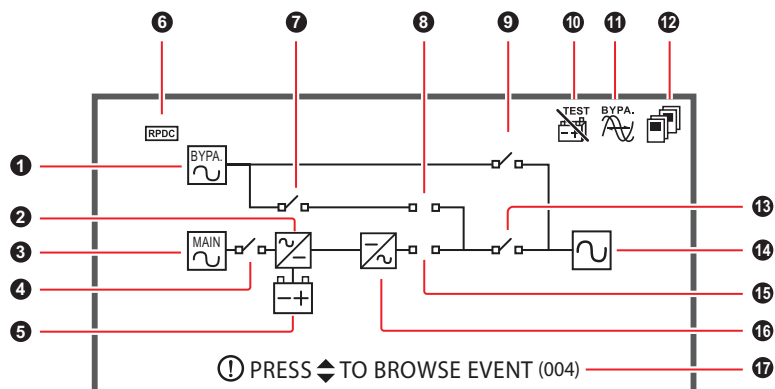 6 7 8 9 10 11 12
TEST
BYPA.
RPDC
1
BYPA.
2
13
3
MAIN
14
4
15
5
16
PRESS TO BROWSE EVENT (004)
17